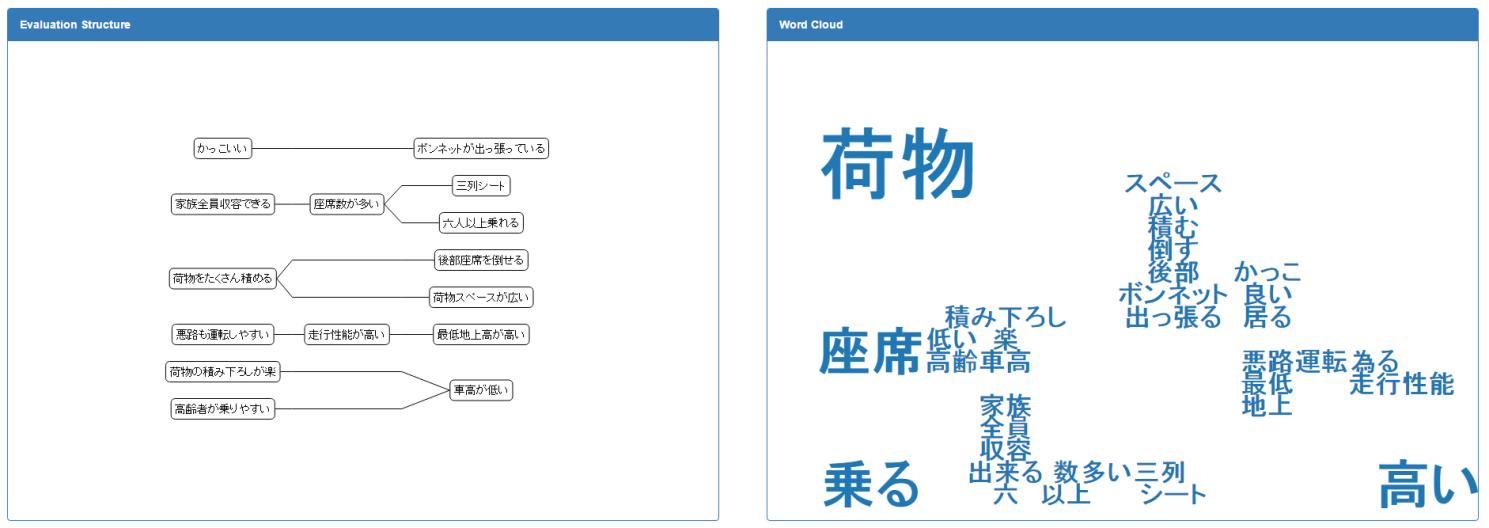 Evaluation Structure
かっこいい
ボンネットが出っ張っている
三列シート
家族全員収容できる
座席数が多い
六人以上乗れる
後部座席を倒せる
荷物をたくさん積める
荷物スペースが広い
悪路も運転しやすい
走行性能が高い
最低地上高が高い
荷物の積み下ろしが楽
車高が低い
高齢者が乗りやすい
Word Cloud
荷物
スペース
広い
積む
倒す
後部
かっこ
ボンネット
良い
出っ張る
居る
積み下ろし
座席
低い
楽
高齢
車高
悪路
運転
為る
最低
走行
性能
地上
家族
全員
収容
乗る
出来る
数
多い
三列
六
以上
シート
高い